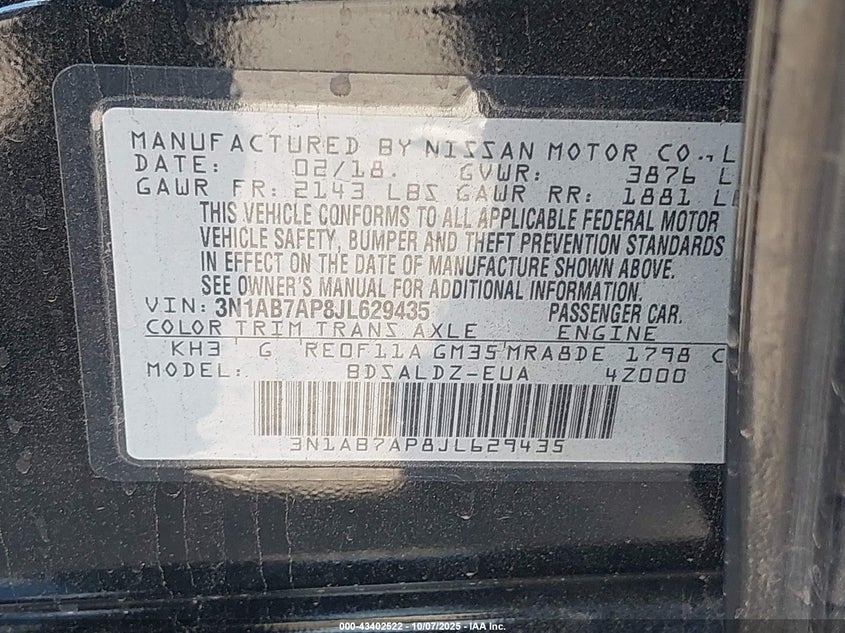 MANUFACTURED BY NISSAN MOTOR CO., L
DATE: 02/18. GVWR: 3876 L
GAWR FR: 2143 LBS GAWR RR: 1881 LB
THIS VEHICLE CONFORMS TO ALL APPLICABLE FEDERAL MOTOR
VEHICLE SAFETY, BUMPER AND THEFT PREVENTION STANDARDS
IN EFFECT ON THE DATE OF MANUFACTURE SHOWN ABOVE.
SEE OWNER'S MANUAL FOR ADDITIONAL INFORMATION.
VIN: 3N1AB7AP8JL629435 PASSENGER CAR.
COLOR TRIM TRANS AXLE ENGINE
KH3 G RE0F11A GM35 MRA8DE 1798 C
MODEL: BDSALDZ-EUA 4Z000
3N1AB7AP8JL629435
000-43402522 - 10/07/2025 - IAA Inc.